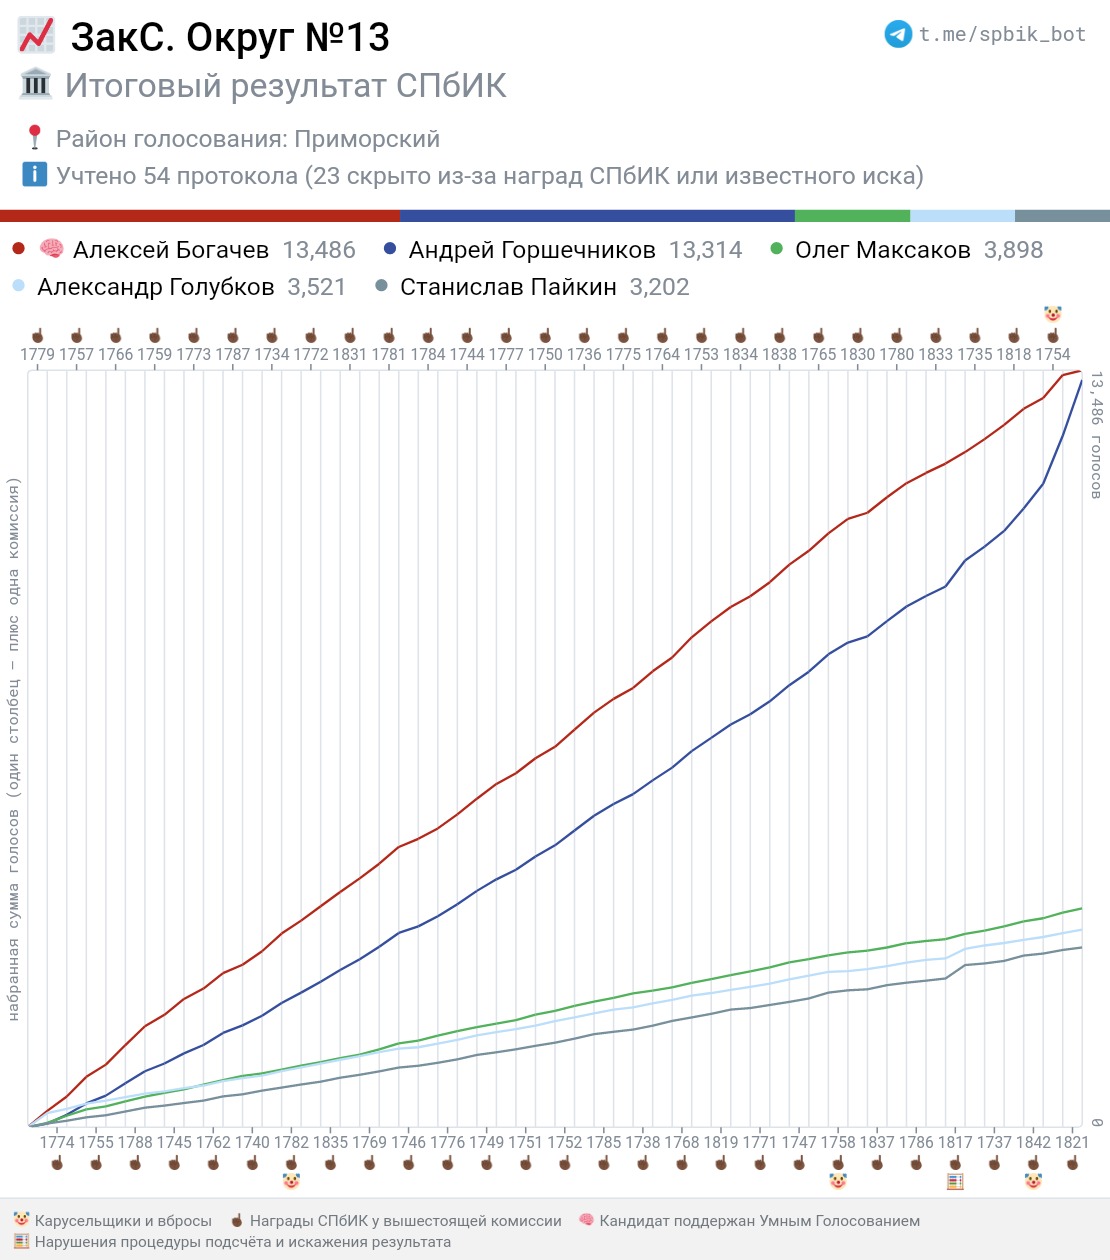 ЗакС. Округ №13
t.me/spbik_bot
Итоговый результат СПбИК
Район голосования: Приморский
Учтено 54 протокола (23 скрыто из-за наград СПбИК или известного иска)
Алексей Богачев 13,486 Андрей Горшечников 13,314 Олег Максаков 3,898
Александр Голубков 3,521 Станислав Пайкин 3,202
1779 1757 1766 1759 1773 1787 1734 1772 1831 1781 1784 1744 1777 1750 1736 1775 1764 1753 1834 1838 1765 1830 1780 1833 1735 1818 1754
13,486 голосов
набранная сумма голосов (один столбец – плюс одна комиссия)
0
1774 1755 1788 1745 1762 1740 1782 1835 1769 1746 1776 1749 1751 1752 1785 1738 1768 1819 1771 1747 1758 1837 1786 1817 1737 1842 1821
Карусельщики и вбросы Награды СПбИК у вышестоящей комиссии Кандидат поддержан Умным Голосованием
Нарушения процедуры подсчёта и искажения результата